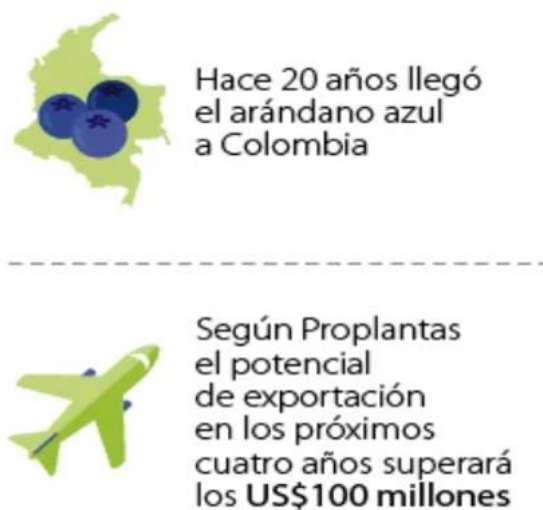 Hace 20 años llegó
el arándano azul
a Colombia
Según Proplantas
el potencial
de exportación
en los próximos
cuatro años superará
los US$100 millones